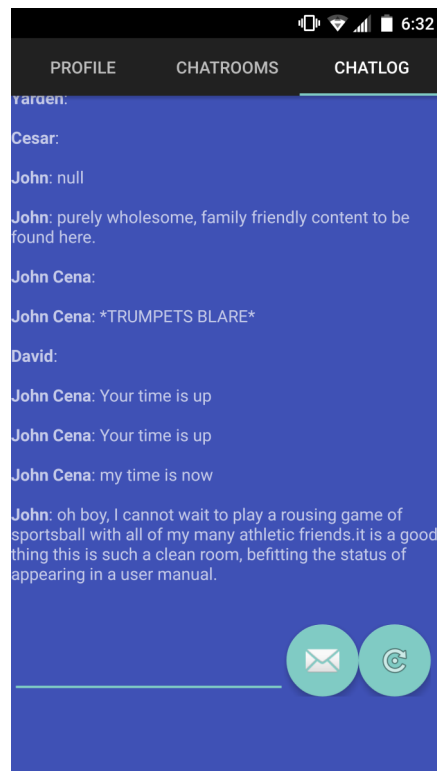 6:32
PROFILE CHATROOMS CHATLOG
Yarden:
Cesar:
John: null
John: purely wholesome, family friendly content to be
found here.
John Cena:
John Cena: *TRUMPETS BLARE*
David:
John Cena: Your time is up
John Cena: Your time is up
John Cena: my time is now
John: oh boy, I cannot wait to play a rousing game of
sportsball with all of my many athletic friends.it is a good
thing this is such a clean room, befitting the status of
appearing in a user manual.